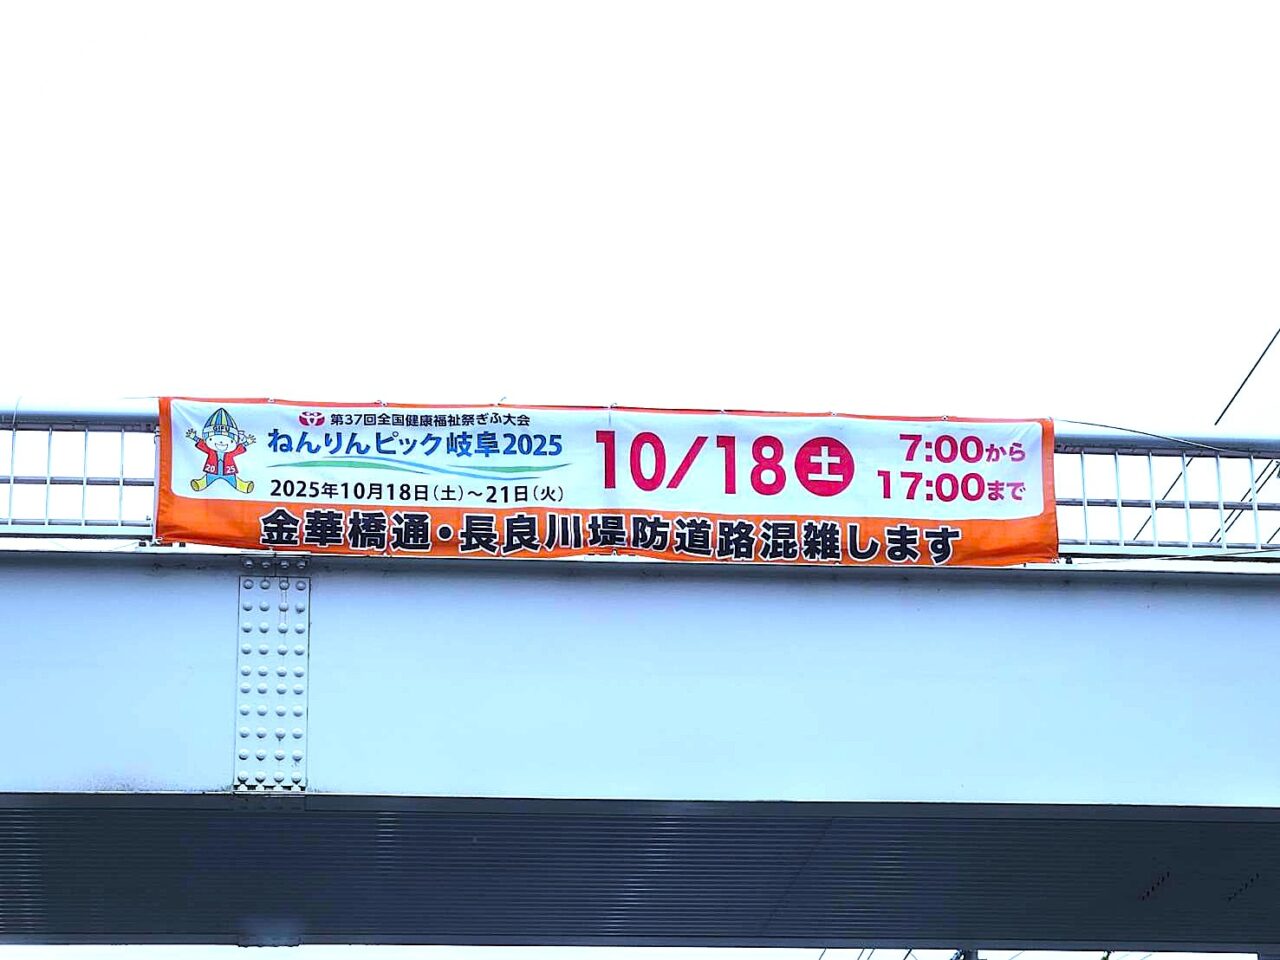 第37回全国健康福祉祭ぎふ大会
ねんりんピック岐阜2025
2025年10月18日(土)～21日(火)
GIFU
20 25
10/18土
7:00から
17:00まで
金華橋通・長良川堤防道路混雑します